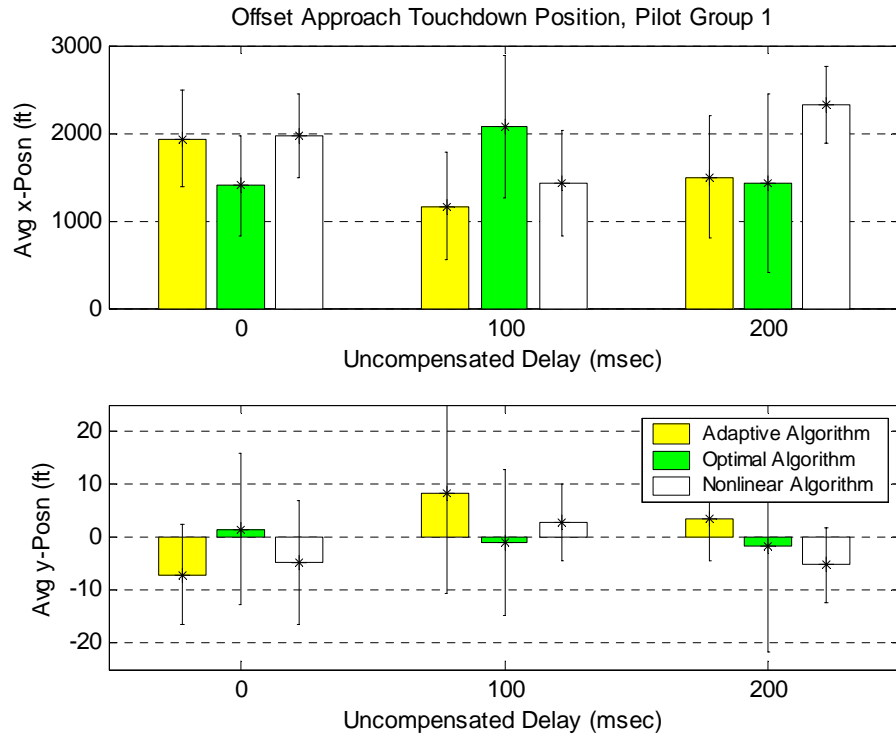 Offset Approach Touchdown Position, Pilot Group 1
3000
2000
1000
0
Avg x-Posn (ft)
0 100 200
Uncompensated Delay (msec)
20
10
0
-10
-20
Avg y-Posn (ft)
Adaptive Algorithm
Optimal Algorithm
Nonlinear Algorithm
0 100 200
Uncompensated Delay (msec)